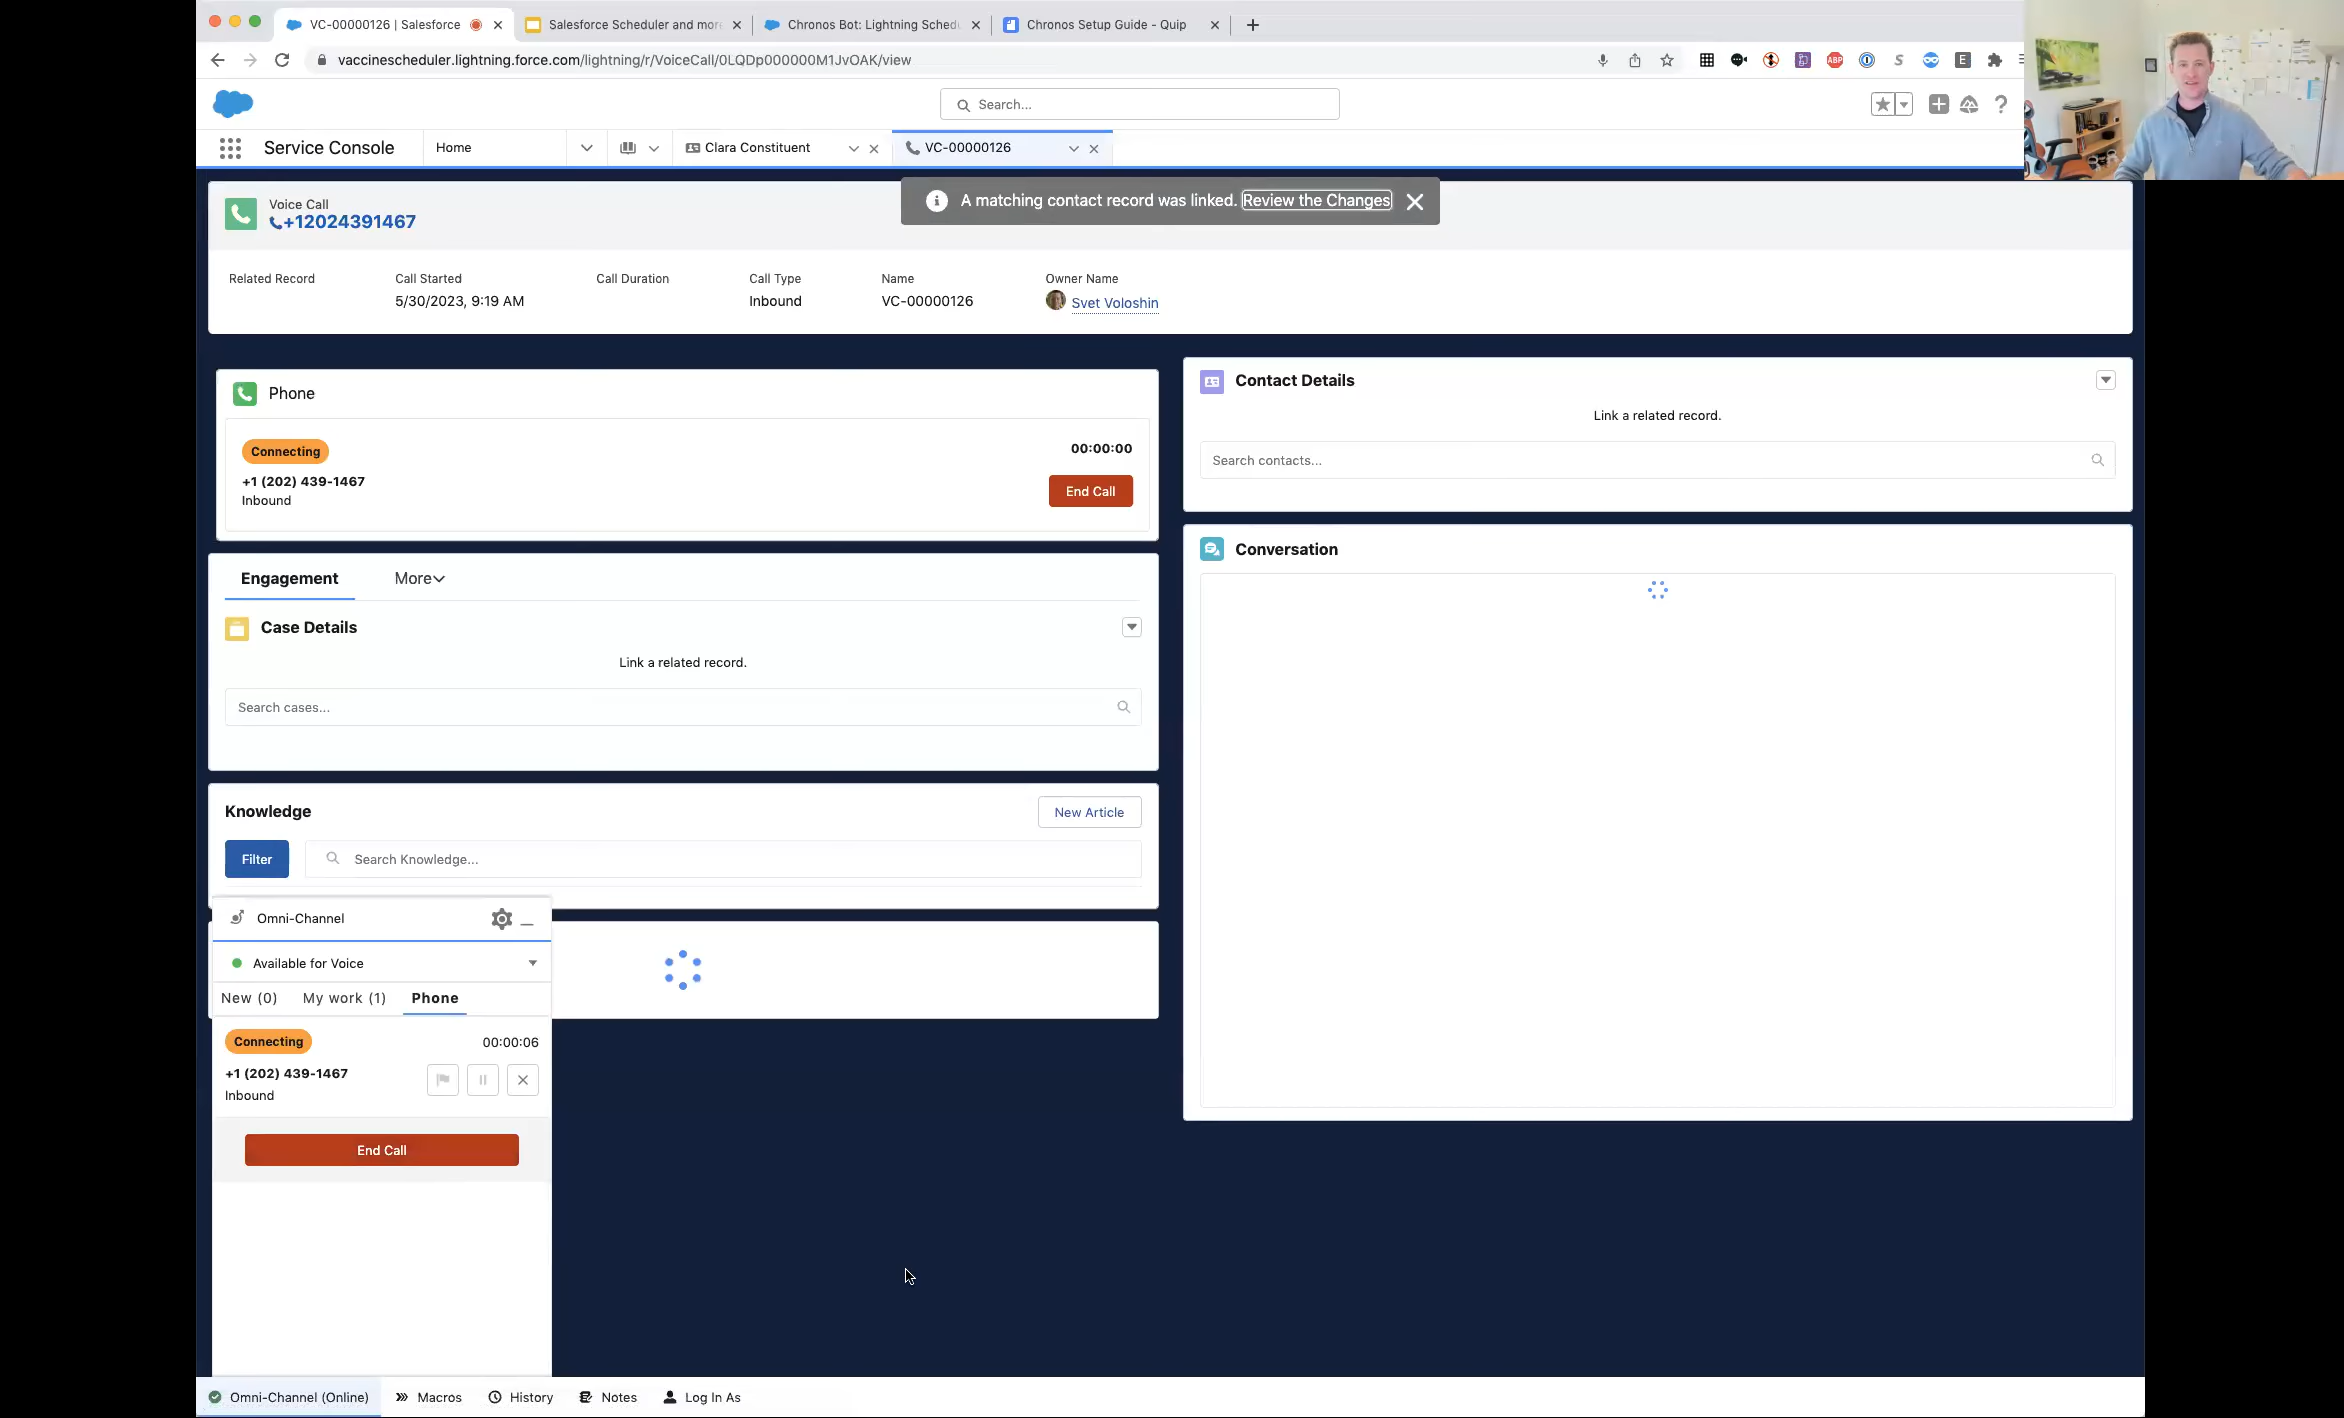 VC-00000126 | Salesforce
Salesforce Scheduler and mor
Chronos Bot: Lightning Sched
Chronos Setup Guide - Quip
vaccinescheduler.lightning.force.com/lightning/r/VoiceCall/0LQDp000000M1JvOAK/view
ABP
S
E
Search...
Service Console
Home
Clara Constituent
VC-00000126
A matching contact record was linked. Review the Changes
Voice Call
+12024391467
Related Record
Call Started
Call Duration
Call Type
Name
Owner Name
5/30/2023, 9:19 AM
Inbound
VC-00000126
Svet Voloshin
Phone
Connecting
00:00:00
+1 (202) 439-1467
Inbound
End Call
Engagement
More
Case Details
Link a related record.
Search cases...
Knowledge
New Article
Filter
Search Knowledge...
Contact Details
Link a related record.
Search contacts...
Conversation
Omni-Channel
Available for Voice
New (0)
My work (1)
Phone
Connecting
00:00:06
+1 (202) 439-1467
Inbound
End Call
Omni-Channel (Online)
Macros
History
Notes
Log In As